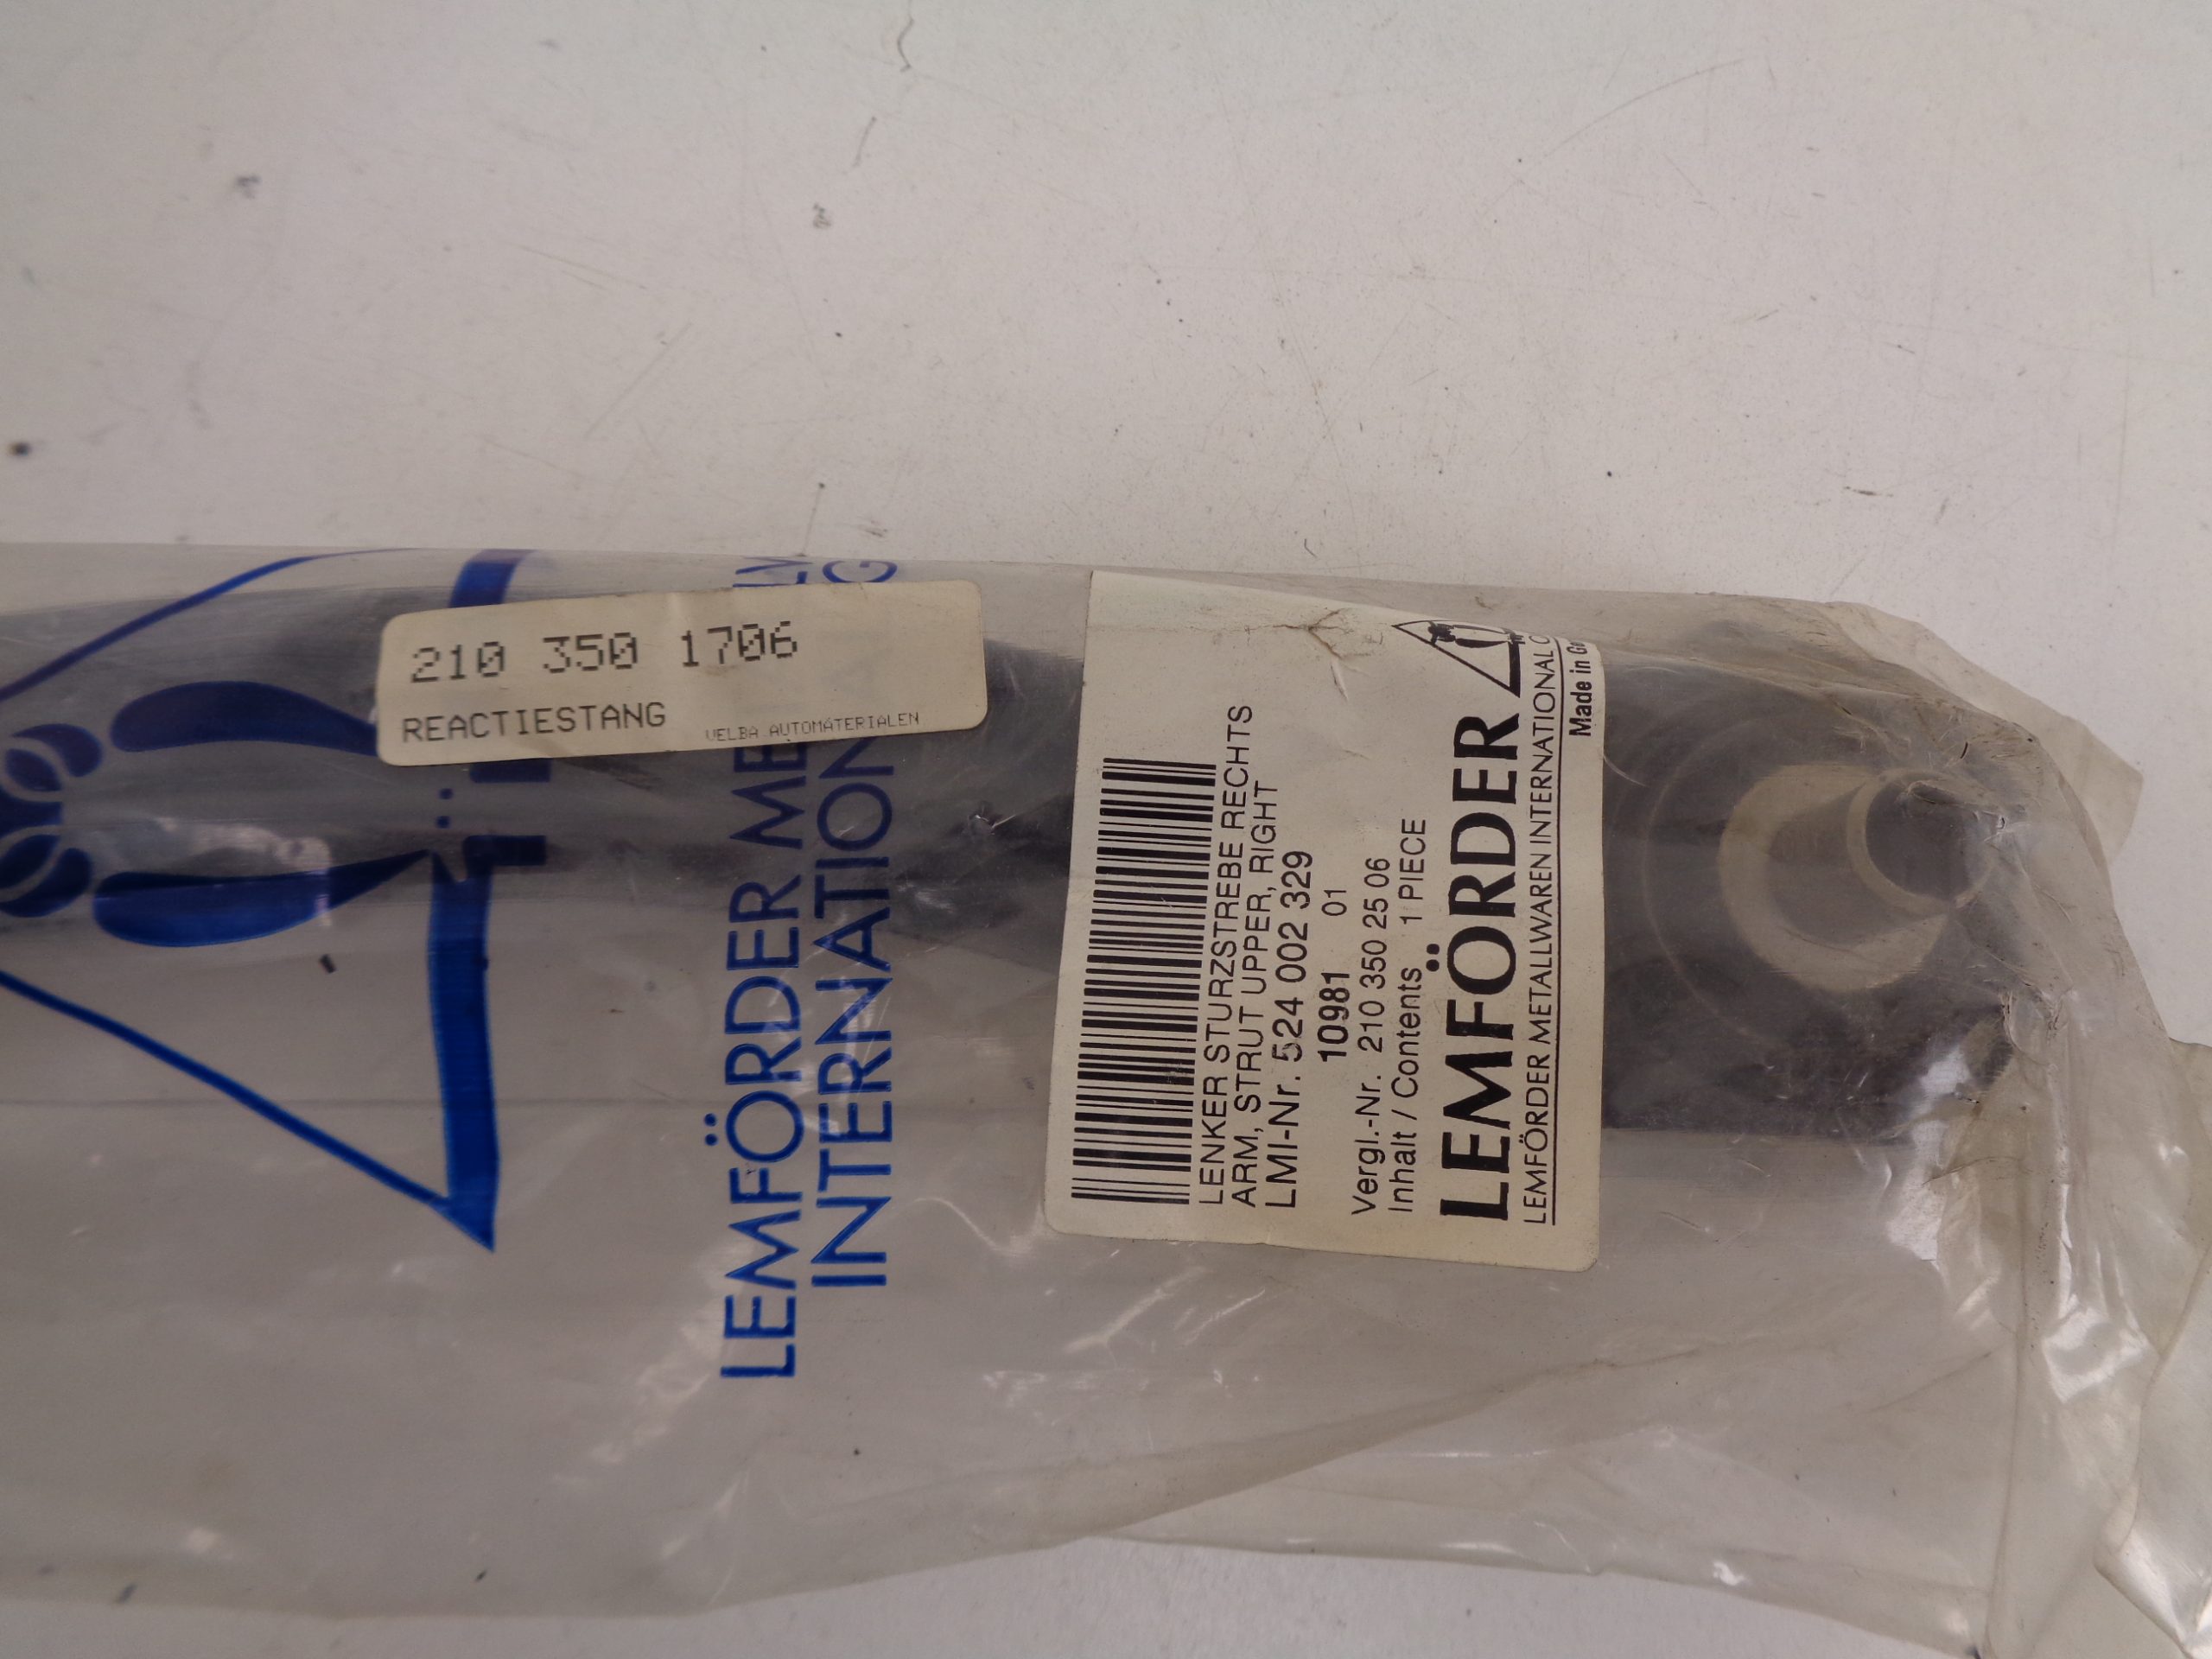 210 350 1706
REACTIESTANG
VELBA AUTOMATERIALEN
LEMFÖRDER ME
INTERNATION
LENKER STURZSTREBE RECHTS
ARM, STRUT UPPER, RIGHT
LMI-Nr. 524 002 329
10981 01
Vergl.-Nr. 210 350 25 06
Inhalt / Contents 1 PIECE
LEMFÖRDER
LEMFÖRDER METALLWAREN INTERNATIONAL
Made in